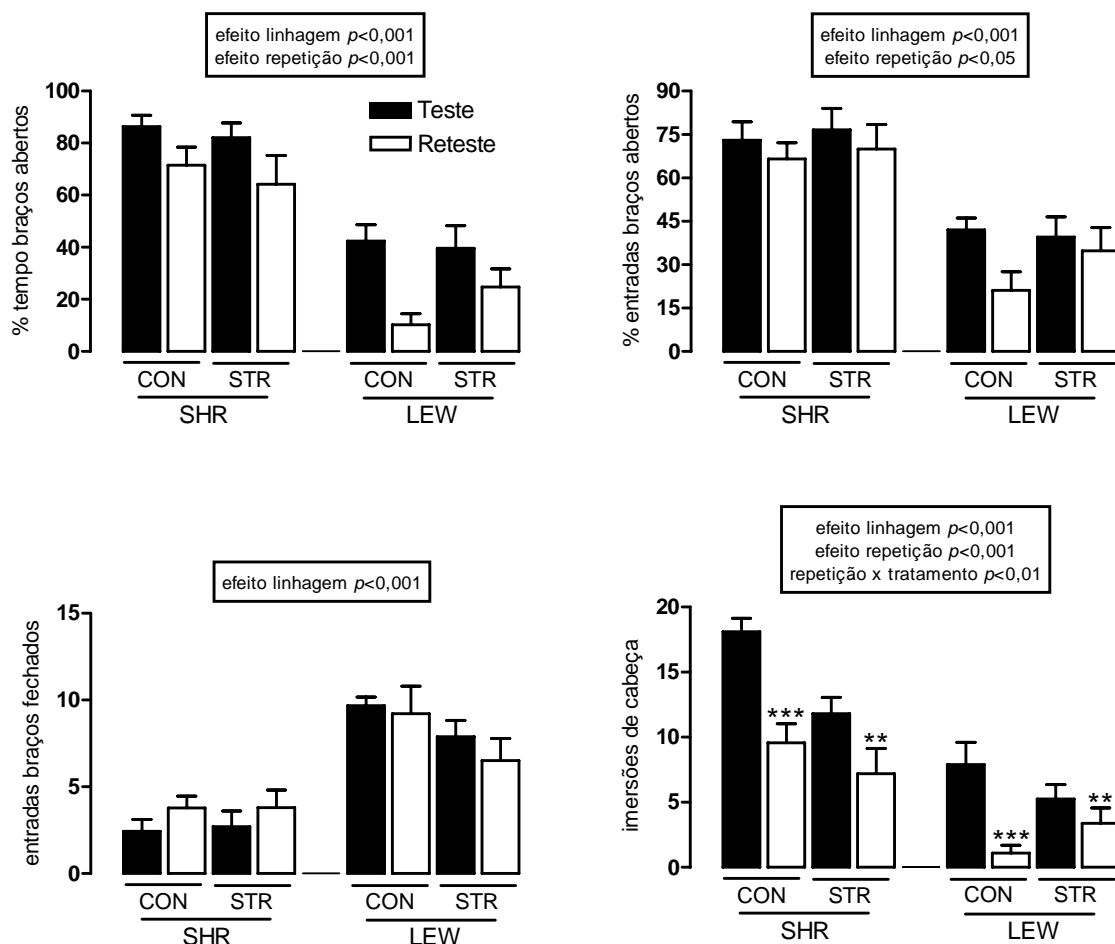 efeito linhagem p<0,001
efeito repetição p<0,001
% tempo braços abertos
100
80
60
40
20
0
Teste
Reteste
CON
STR
CON
STR
SHR
LEW
efeito linhagem p<0,001
efeito repetição p<0,05
% entradas braços abertos
90
75
60
45
30
15
0
CON
STR
CON
STR
SHR
LEW
efeito linhagem p<0,001
entradas braços fechados
15
10
5
0
CON
STR
CON
STR
SHR
LEW
efeito linhagem p<0,001
efeito repetição p<0,001
repetição x tratamento p<0,01
imersões de cabeça
20
15
10
5
0
***
**
***
**
CON
STR
CON
STR
SHR
LEW